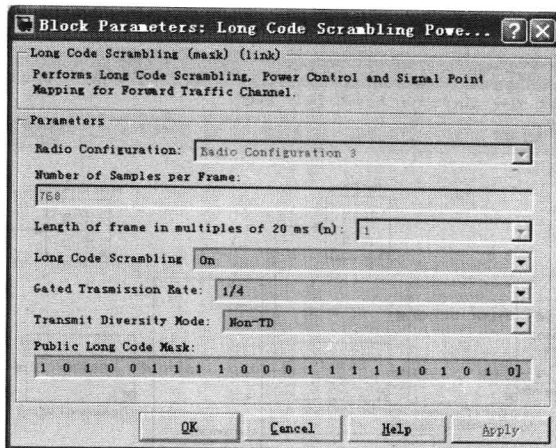 Block Parameters: Long Code Scrambling Powe...
Long Code Scrambling (mask) (link)
Performs Long Code Scrambling, Power Control and Signal Point
Mapping for Forward Traffic Channel.
Parameters
Radio Configuration: Radio Configuration 3
Number of Samples per Frame:
768
Length of frame in multiples of 20 ms (n): 1
Long Code Scrambling On
Gated Trasmission Rate: 1/4
Transmit Diversity Mode: Non-TD
Public Long Code Mask:
1 0 1 0 0 1 1 1 1 0 0 0 1 1 1 1 1 0 1 0 1 0]
OK Cancel Help Apply